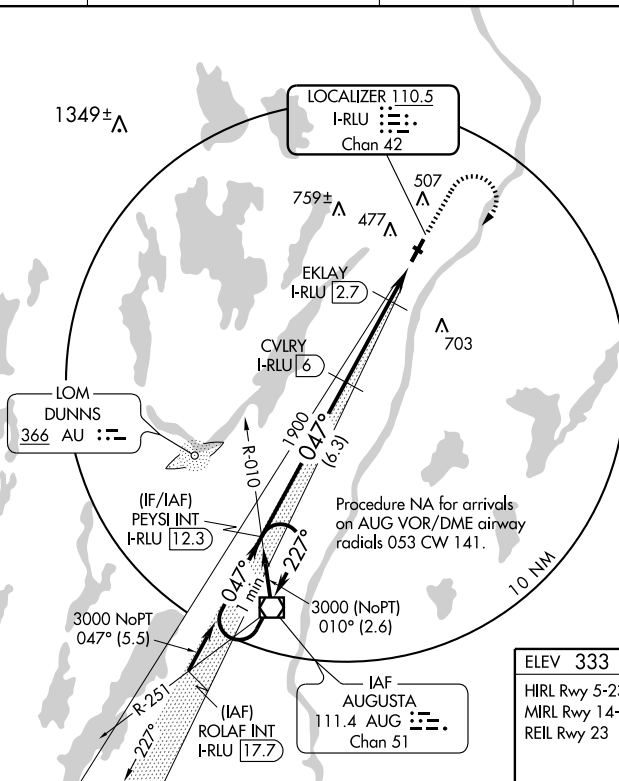 LOCALIZER 110.5
I-RLU
Chan 42
1349±
759±
477
507
EKLAY
I-RLU 2.7
703
CVLRY
I-RLU 6
LOM
DUNNS
366 AU
1900
047°
(6.3)
R-010
(IF/IAF)
PEYSI INT
I-RLU 12.3
Procedure NA for arrivals
on AUG VOR/DME airway
radials 053 CW 141.
227°
10 NM
047°
1 min
3000 NoPT
047° (5.5)
3000 (NoPT)
010° (2.6)
R-251
227°
(IAF)
ROLAF INT
I-RLU 17.7
IAF
AUGUSTA
111.4 AUG
Chan 51
ELEV 333
HIRL Rwy 5-23
MIRL Rwy 14-
REIL Rwy 23